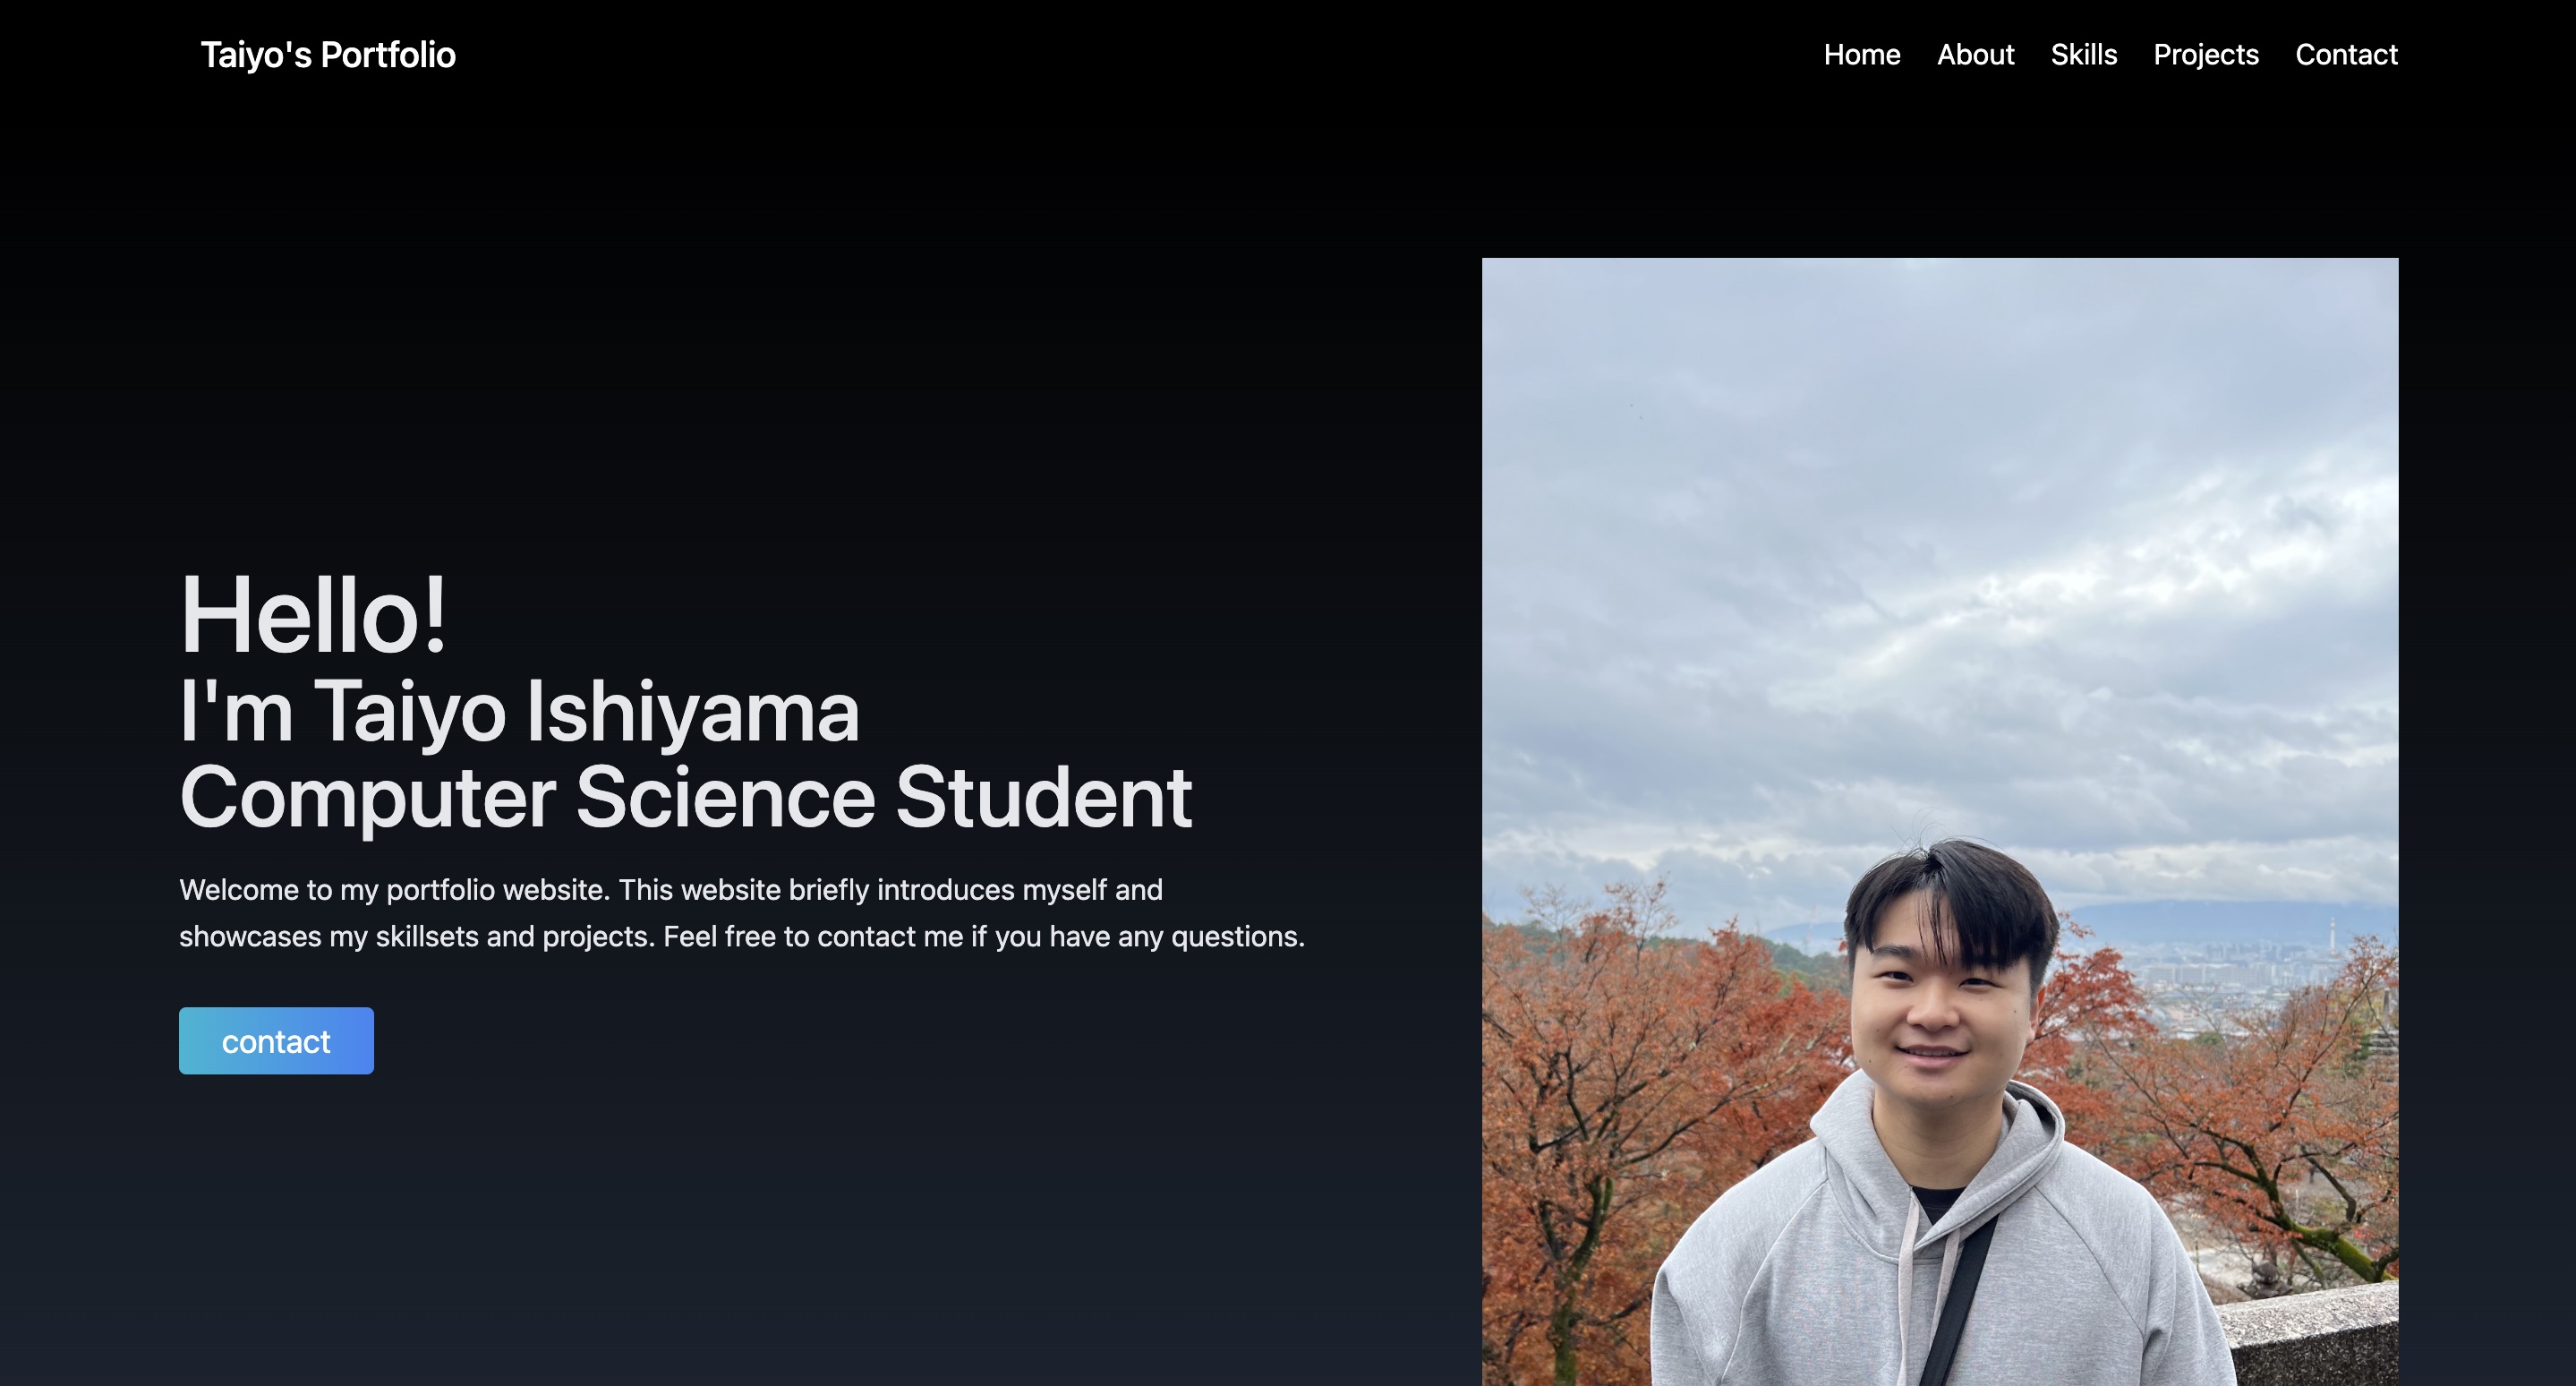 Taiyo's Portfolio
Home About Skills Projects Contact
Hello!
I'm Taiyo Ishiyama
Computer Science Student
Welcome to my portfolio website. This website briefly introduces myself and
showcases my skillsets and projects. Feel free to contact me if you have any questions.
contact